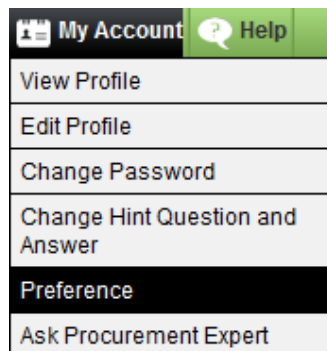 My Account Help
View Profile
Edit Profile
Change Password
Change Hint Question and
Answer
Preference
Ask Procurement Expert